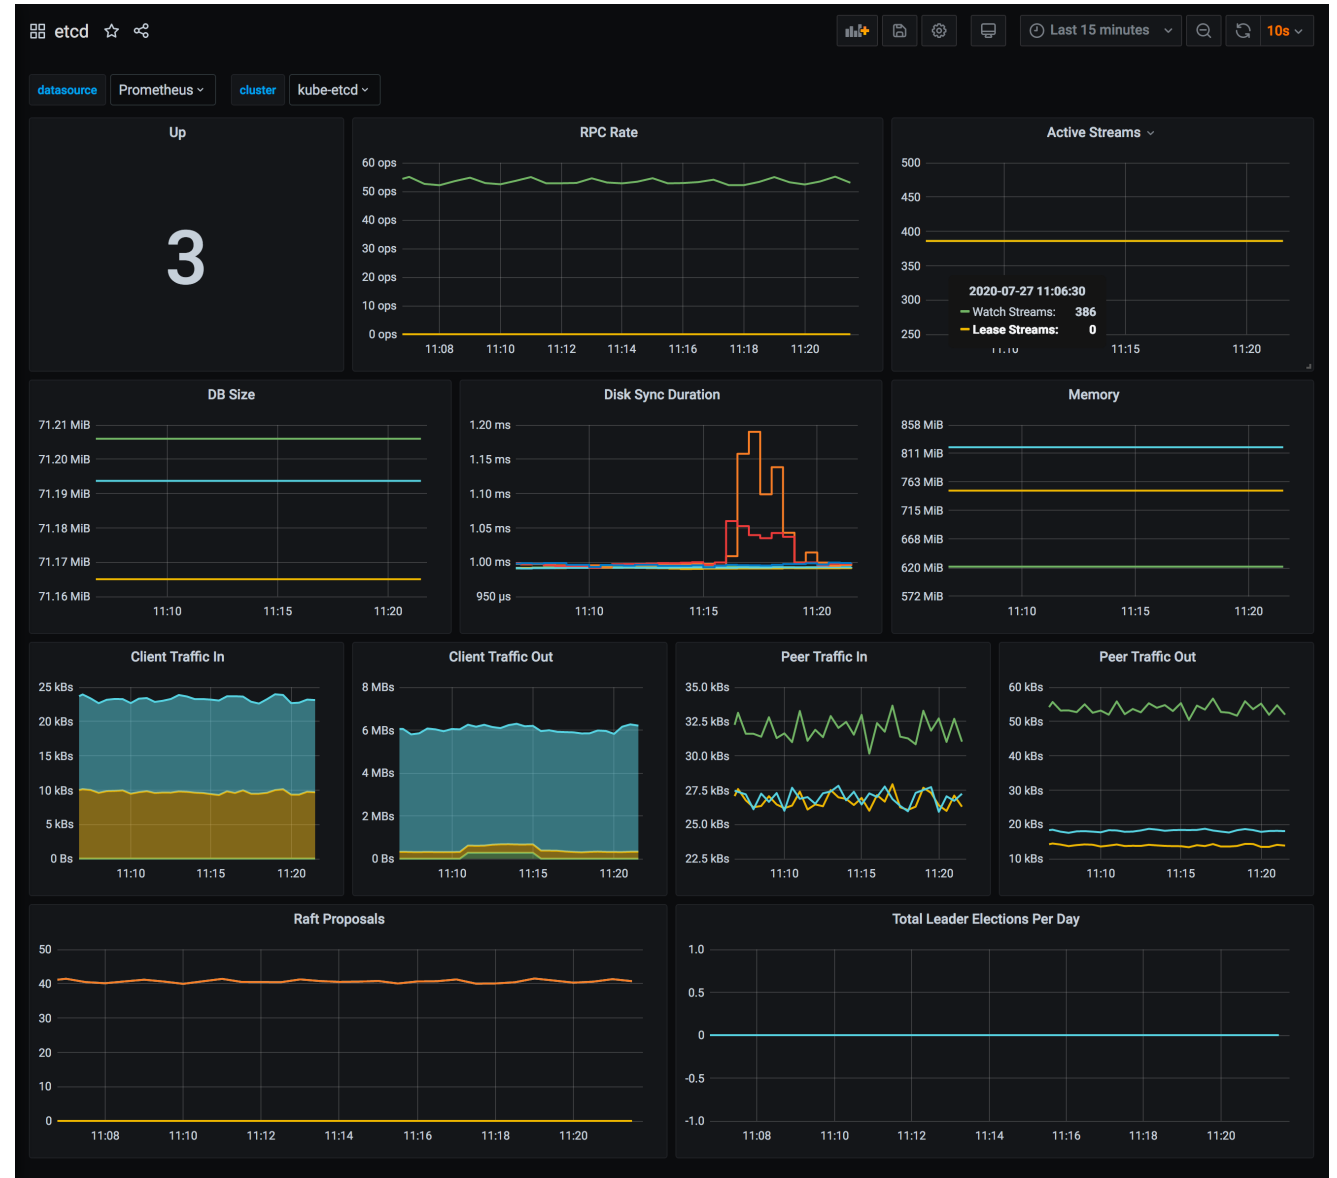 etcd
Last 15 minutes
10s
datasource
Prometheus
cluster
kube-etcd
Up
3
RPC Rate
60 ops
50 ops
40 ops
30 ops
20 ops
10 ops
0 ops
11:08 11:10 11:12 11:14 11:16 11:18 11:20
Active Streams
500
450
400
350
300
250
2020-07-27 11:06:30
Watch Streams: 386
Lease Streams: 0
11:10 11:15 11:20
DB Size
71.21 MiB
71.20 MiB
71.19 MiB
71.18 MiB
71.17 MiB
71.16 MiB
11:10 11:15 11:20
Disk Sync Duration
1.20 ms
1.15 ms
1.10 ms
1.05 ms
1.00 ms
950 µs
11:10 11:15 11:20
Memory
858 MiB
811 MiB
763 MiB
715 MiB
668 MiB
620 MiB
572 MiB
11:10 11:15 11:20
Client Traffic In
25 kBs
20 kBs
15 kBs
10 kBs
5 kBs
0 Bs
11:10 11:15 11:20
Client Traffic Out
8 MBs
6 MBs
4 MBs
2 MBs
0 Bs
11:10 11:15 11:20
Peer Traffic In
35.0 kBs
32.5 kBs
30.0 kBs
27.5 kBs
25.0 kBs
22.5 kBs
11:10 11:15 11:20
Peer Traffic Out
60 kBs
50 kBs
40 kBs
30 kBs
20 kBs
10 kBs
11:10 11:15 11:20
Raft Proposals
50
40
30
20
10
0
11:08 11:10 11:12 11:14 11:16 11:18 11:20
Total Leader Elections Per Day
1.0
0.5
0
-0.5
-1.0
11:08 11:10 11:12 11:14 11:16 11:18 11:20